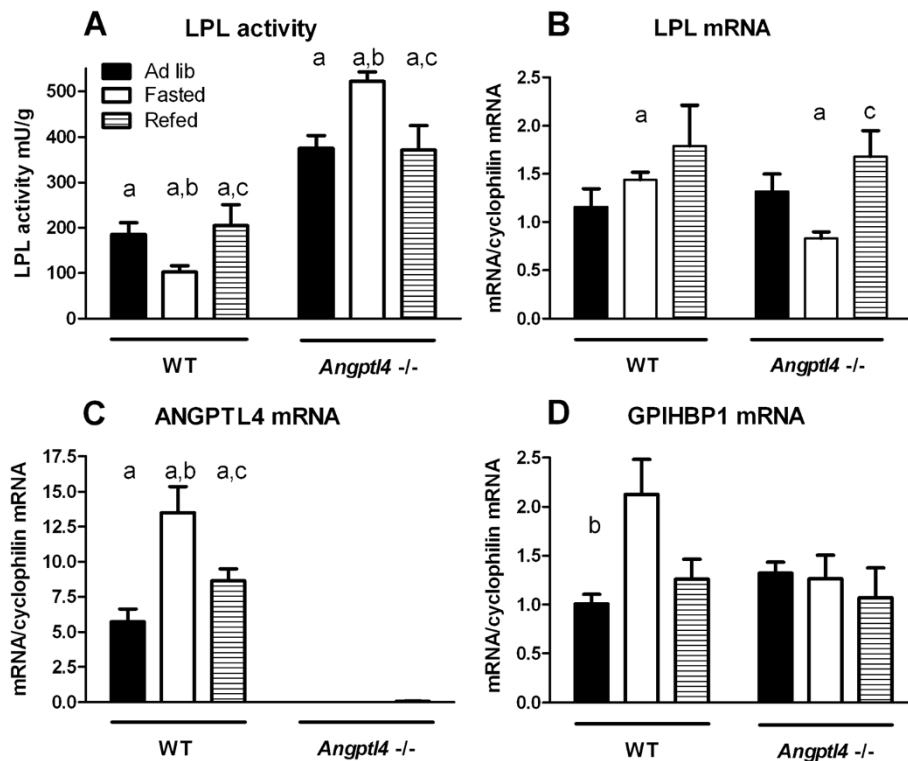 A
LPL activity
Ad lib
Fasted
Refed
a a,b a,c a a,b a,c
LPL activity mU/g
500
400
300
200
100
0
WT Angptl4 -/-
B
LPL mRNA
a a c
mRNA/cyclophilin mRNA
2.5
2.0
1.5
1.0
0.5
0.0
WT Angptl4 -/-
C
ANGPTL4 mRNA
a a,b a,c
mRNA/cyclophilin mRNA
17.5
15.0
12.5
10.0
7.5
5.0
2.5
0.0
WT Angptl4 -/-
D
GPIHBP1 mRNA
b
mRNA/cyclophilin mRNA
2.5
2.0
1.5
1.0
0.5
0.0
WT Angptl4 -/-